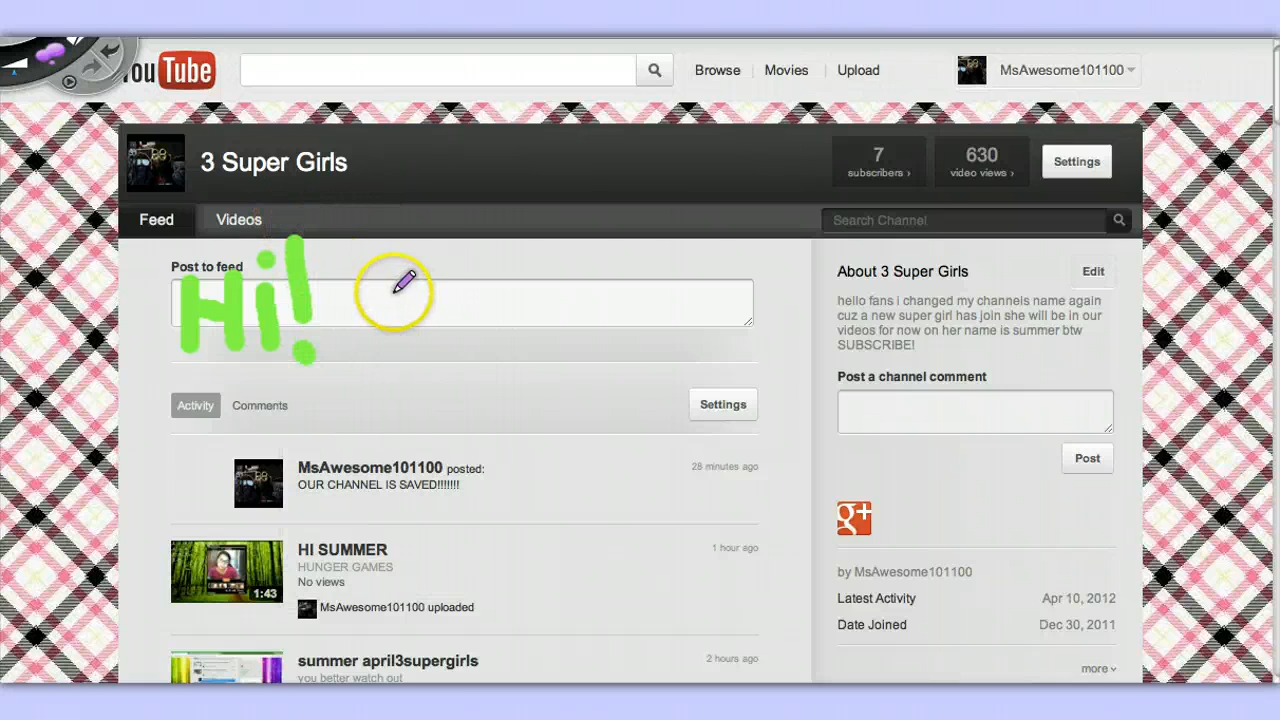 YouTube
Browse
Movies
Upload
MsAwesome101100
3 Super Girls
7
subscribers ›
630
video views ›
Settings
Feed
Videos
Search Channel
Post to feed
Hi!
Activity
Comments
Settings
MsAwesome101100 posted:
28 minutes ago
OUR CHANNEL IS SAVED!!!!!!!
HI SUMMER
1 hour ago
HUNGER GAMES
No views
1:43
MsAwesome101100 uploaded
summer april3supergirls
2 hours ago
you better watch out
About 3 Super Girls
Edit
hello fans i changed my channels name again
cuz a new super girl has join she will be in our
videos for now on her name is summer btw
SUBSCRIBE!
Post a channel comment
Post
g+
by MsAwesome101100
Latest Activity
Apr 10, 2012
Date Joined
Dec 30, 2011
more